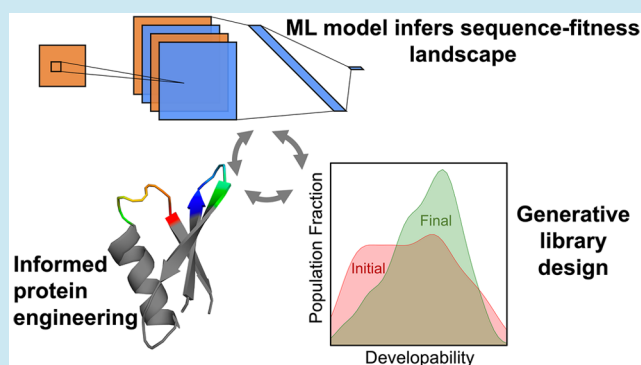 ML model infers sequence-fitness
landscape
Informed
protein
engineering
Population Fraction
Initial
Final
Developability
Generative
library
design